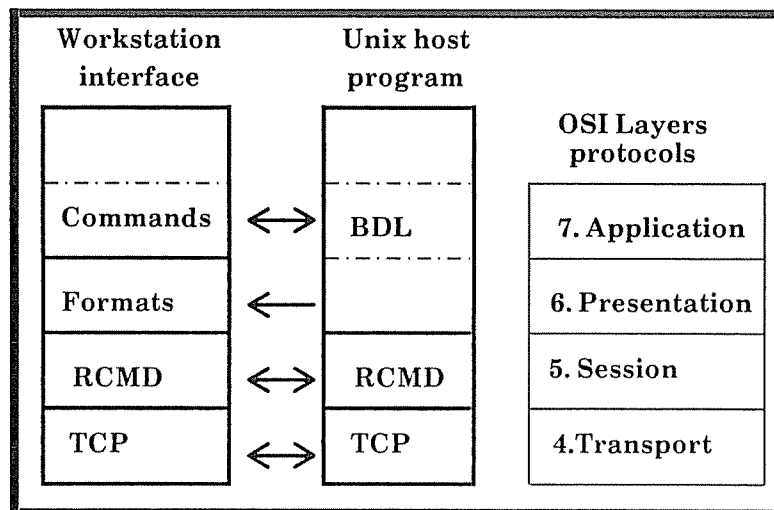 Workstation
interface
Unix host
program
OSI Layers
protocols
Commands
BDL
7. Application
Formats
6. Presentation
RCMD
RCMD
5. Session
TCP
TCP
4.Transport